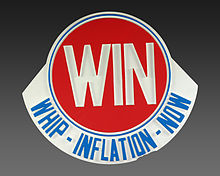 WIN
WHIP - INFLATION - NOW